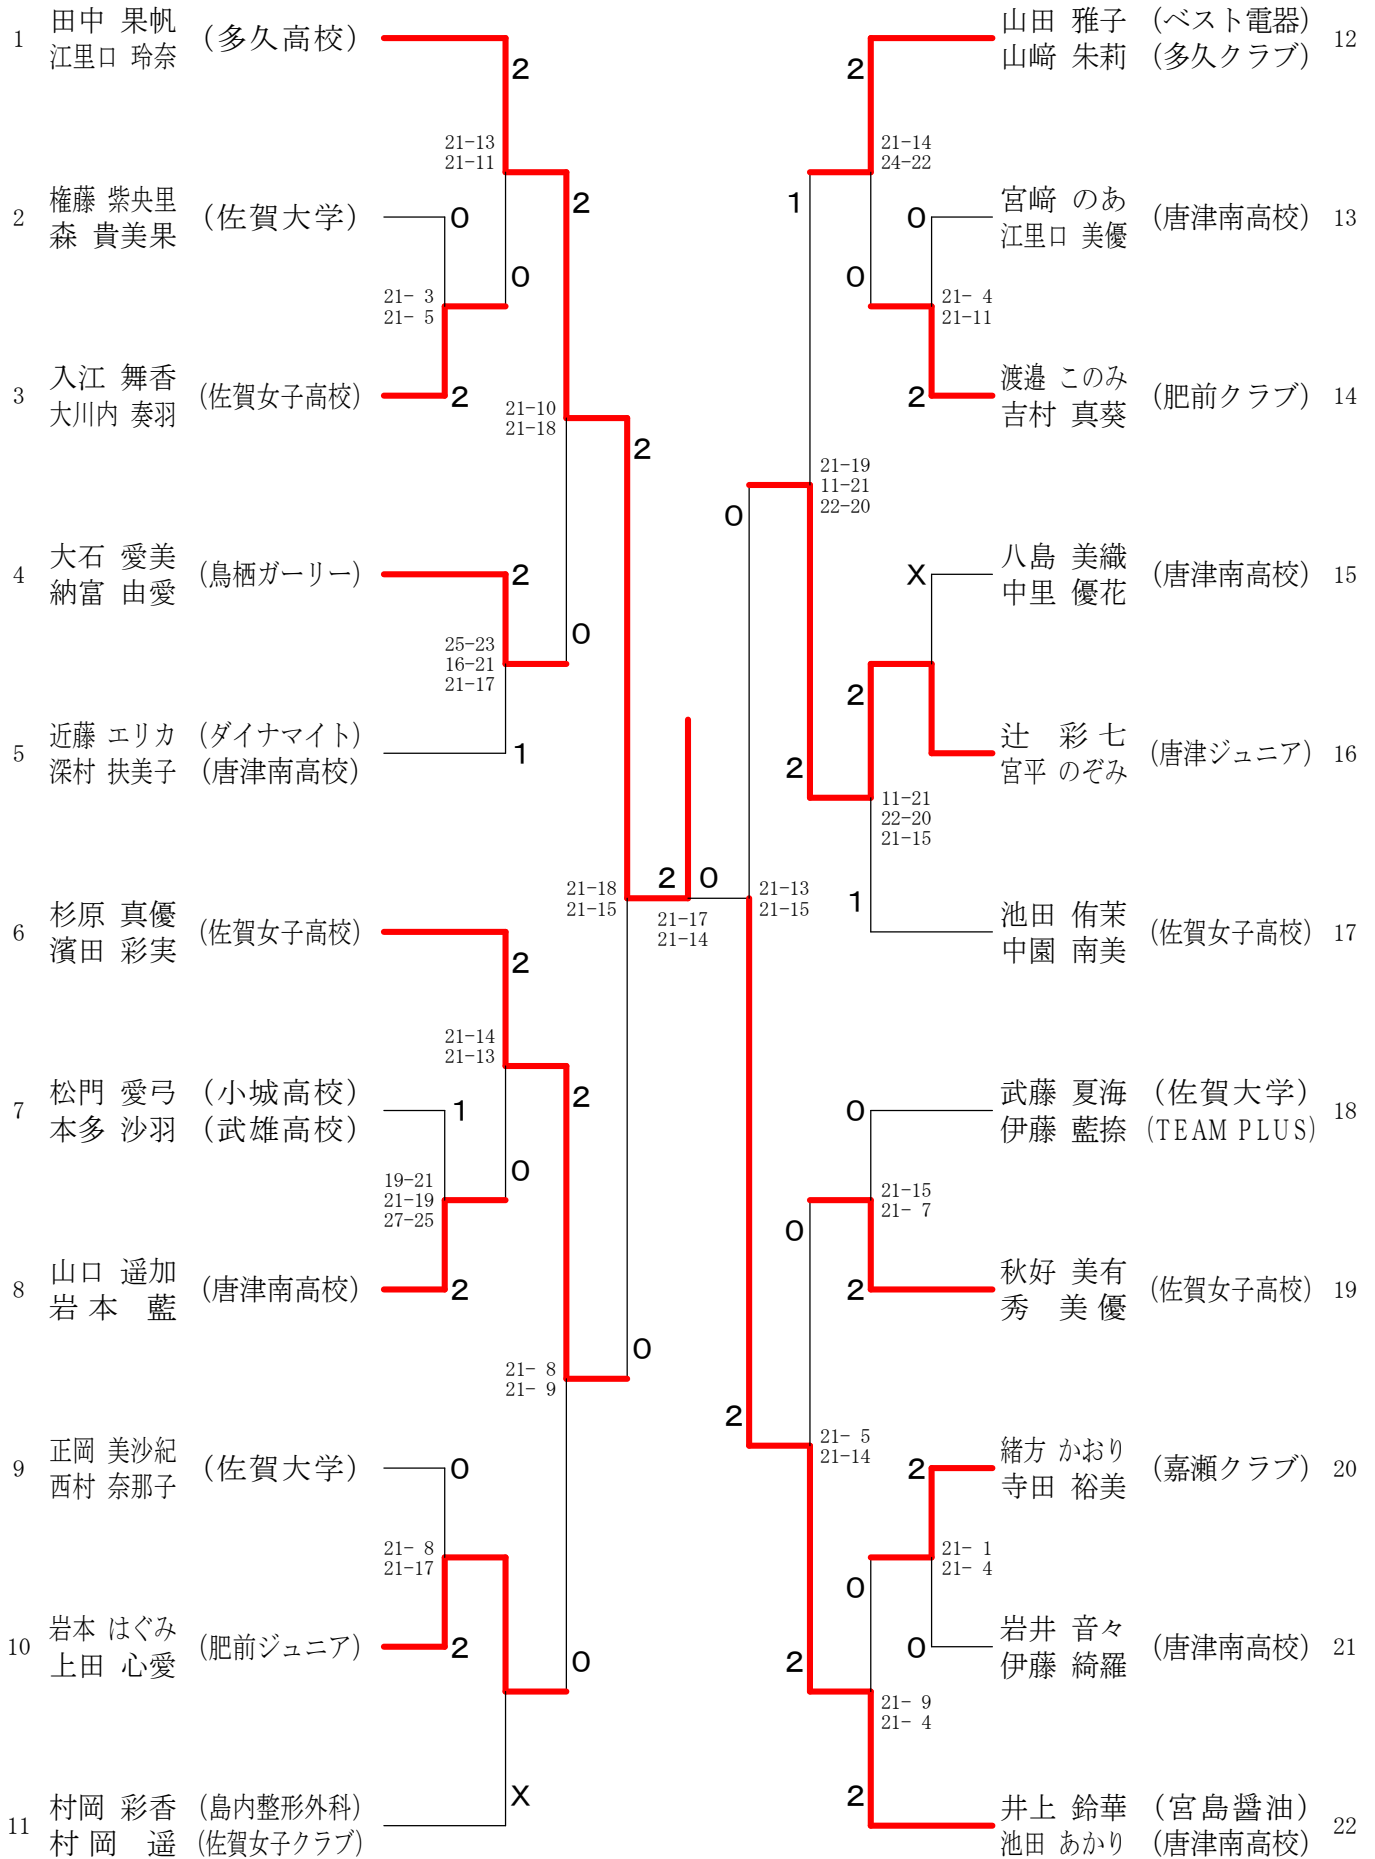 田中 果帆 (多久高校)
1
江里口 玲奈
2
21-13
21-11
2
権藤 紫央里
2 (佐賀大学) 0
森 貴美果
0
21- 3
21- 5
入江 舞香
3 (佐賀女子高校) 2
大川内 奏羽
21-10
21-18
2
大石 愛美
4 (鳥栖ガーリー) 2
納富 由愛
0
25-23
16-21
21-17
近藤 エリカ (ダイナマイト)
5 1
深村 扶美子 (唐津南高校)
21-18
21-15
2 0
21-17
21-14
杉原 真優
6 (佐賀女子高校)
濱田 彩実
2
21-14
21-13
2
松門 愛弓 (小城高校)
7 1
本多 沙羽 (武雄高校)
0
19-21
21-19
27-25
山口 遥加
8 (唐津南高校) 2
岩本 藍
0
21- 8
21- 9
正岡 美沙紀
9 (佐賀大学) 0
西村 奈那子
21- 8
21-17
岩本 はぐみ
10 (肥前ジュニア) 2
上田 心愛
0
X
村岡 彩香 (島内整形外科)
11
村岡 遥 (佐賀女子クラブ)
山田 雅子 (ベスト電器)
12
山﨑 朱莉 (多久クラブ)
2
21-14
24-22
1
宮﨑 のあ
0 (唐津南高校) 13
江里口 美優
0
21- 4
21-11
渡邉 このみ
2 (肥前クラブ) 14
吉村 真葵
21-19
11-21
22-20
0
八島 美織
X (唐津南高校) 15
中里 優花
2
辻 彩七
(唐津ジュニア) 16
宮平 のぞみ
2
11-21
22-20
21-15
21-13
21-15
1
池田 侑茉
(佐賀女子高校) 17
中園 南美
武藤 夏海 (佐賀大学)
0 18
伊藤 藍捺 (TEAM PLUS)
21-15
21- 7
0
秋好 美有
2 (佐賀女子高校) 19
秀 美優
2
21- 5
21-14
緒方 かおり
2 (嘉瀬クラブ) 20
寺田 裕美
21- 1
21- 4
0
岩井 音々
0 (唐津南高校) 21
伊藤 綺羅
2
21- 9
21- 4
2
井上 鈴華 (宮島醤油)
22
池田 あかり (唐津南高校)